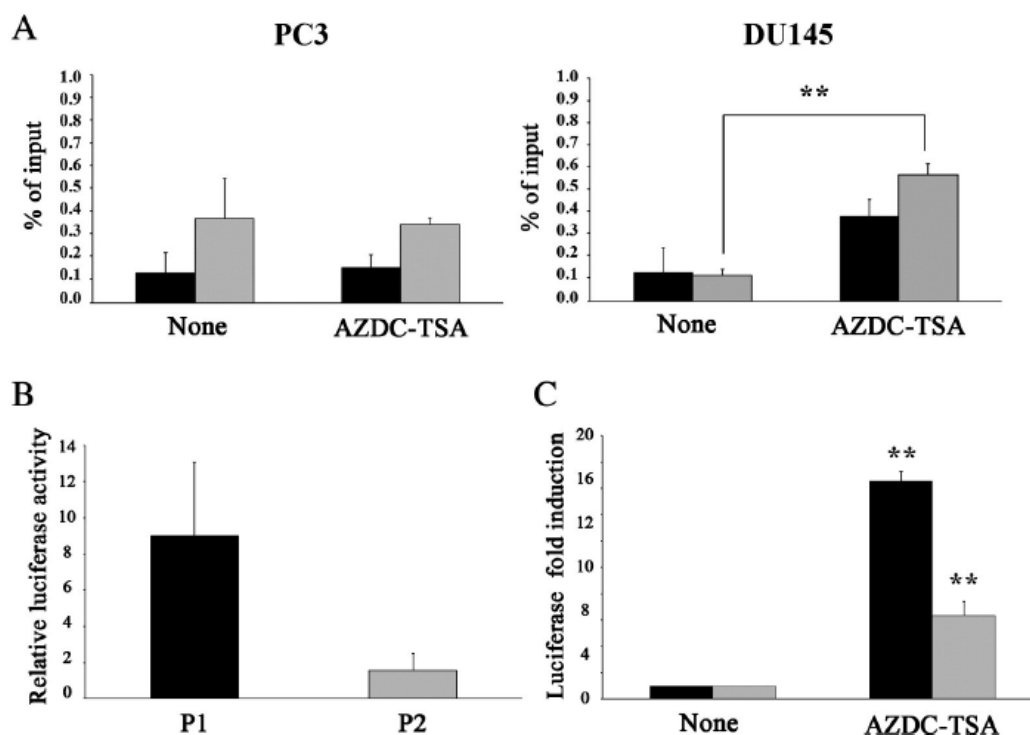 A
PC3
DU145
% of input
1.0
0.9
0.8
0.7
0.6
0.5
0.4
0.3
0.2
0.1
0.0
None
AZDC-TSA
% of input
1.0
0.9
0.8
0.7
0.6
0.5
0.4
0.3
0.2
0.1
0.0
**
None
AZDC-TSA
B
Relative luciferase activity
14
12
10
8
6
4
2
0
P1
P2
C
Luciferase fold induction
20
16
12
10
8
4
0
**
**
None
AZDC-TSA